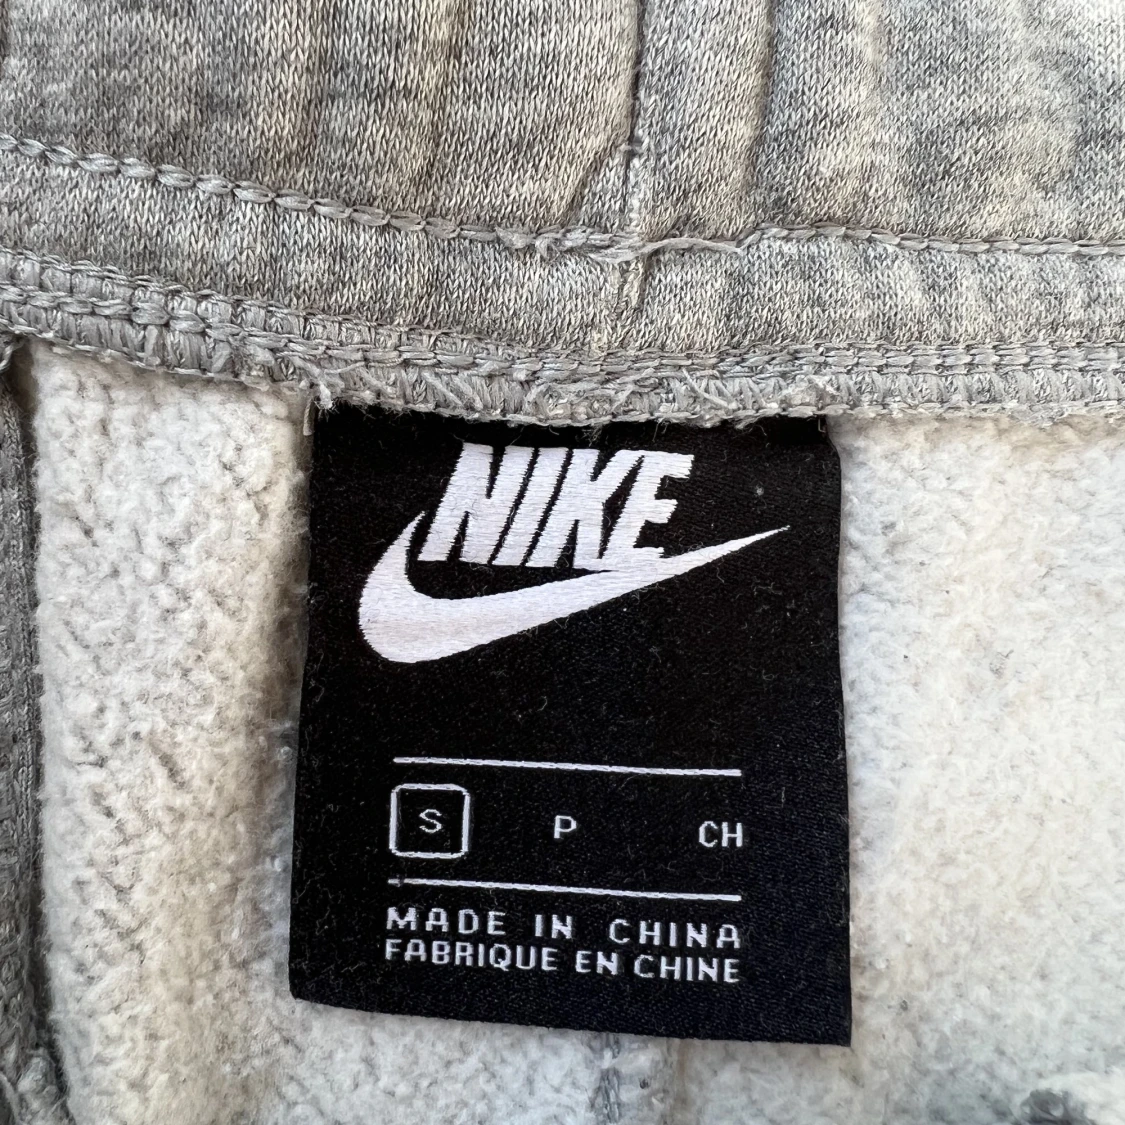 NIKE
S P CH
MADE IN CHINA
FABRIQUE EN CHINE